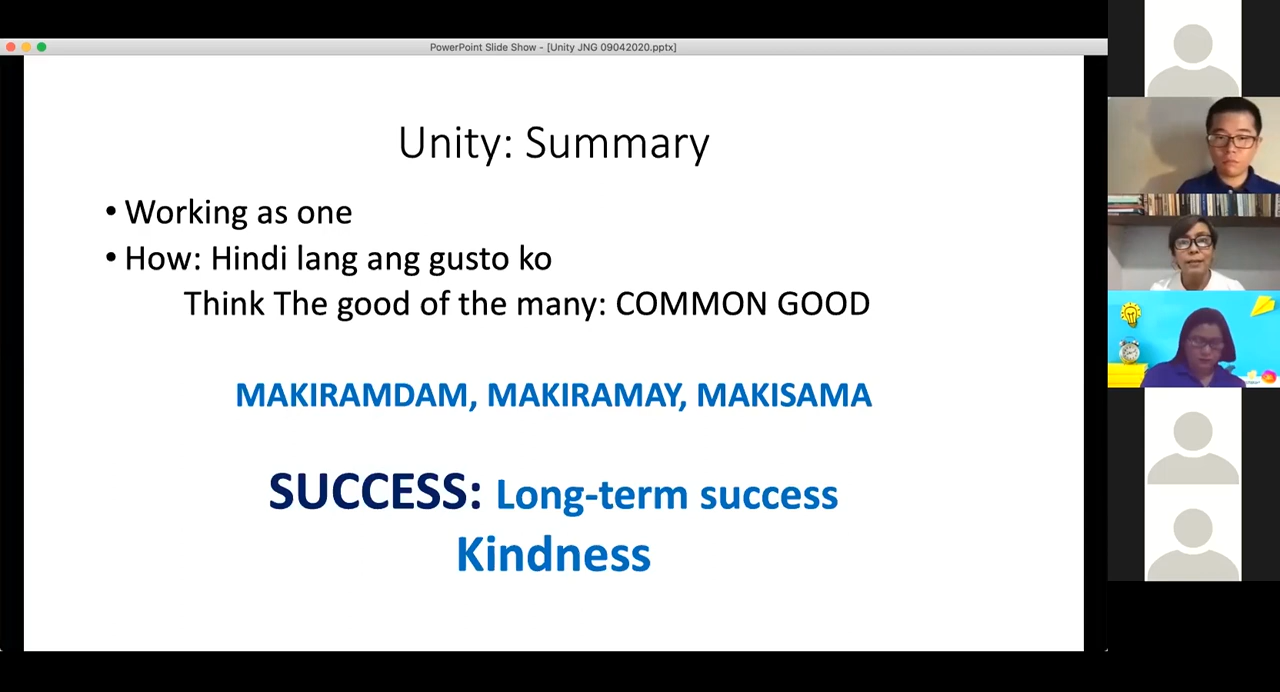 PowerPoint Slide Show - [Unity JNG 09042020.pptx]
Unity: Summary
• Working as one
• How: Hindi lang ang gusto ko
Think The good of the many: COMMON GOOD
MAKIRAMDAM, MAKIRAMAY, MAKISAMA
SUCCESS: Long-term success
Kindness